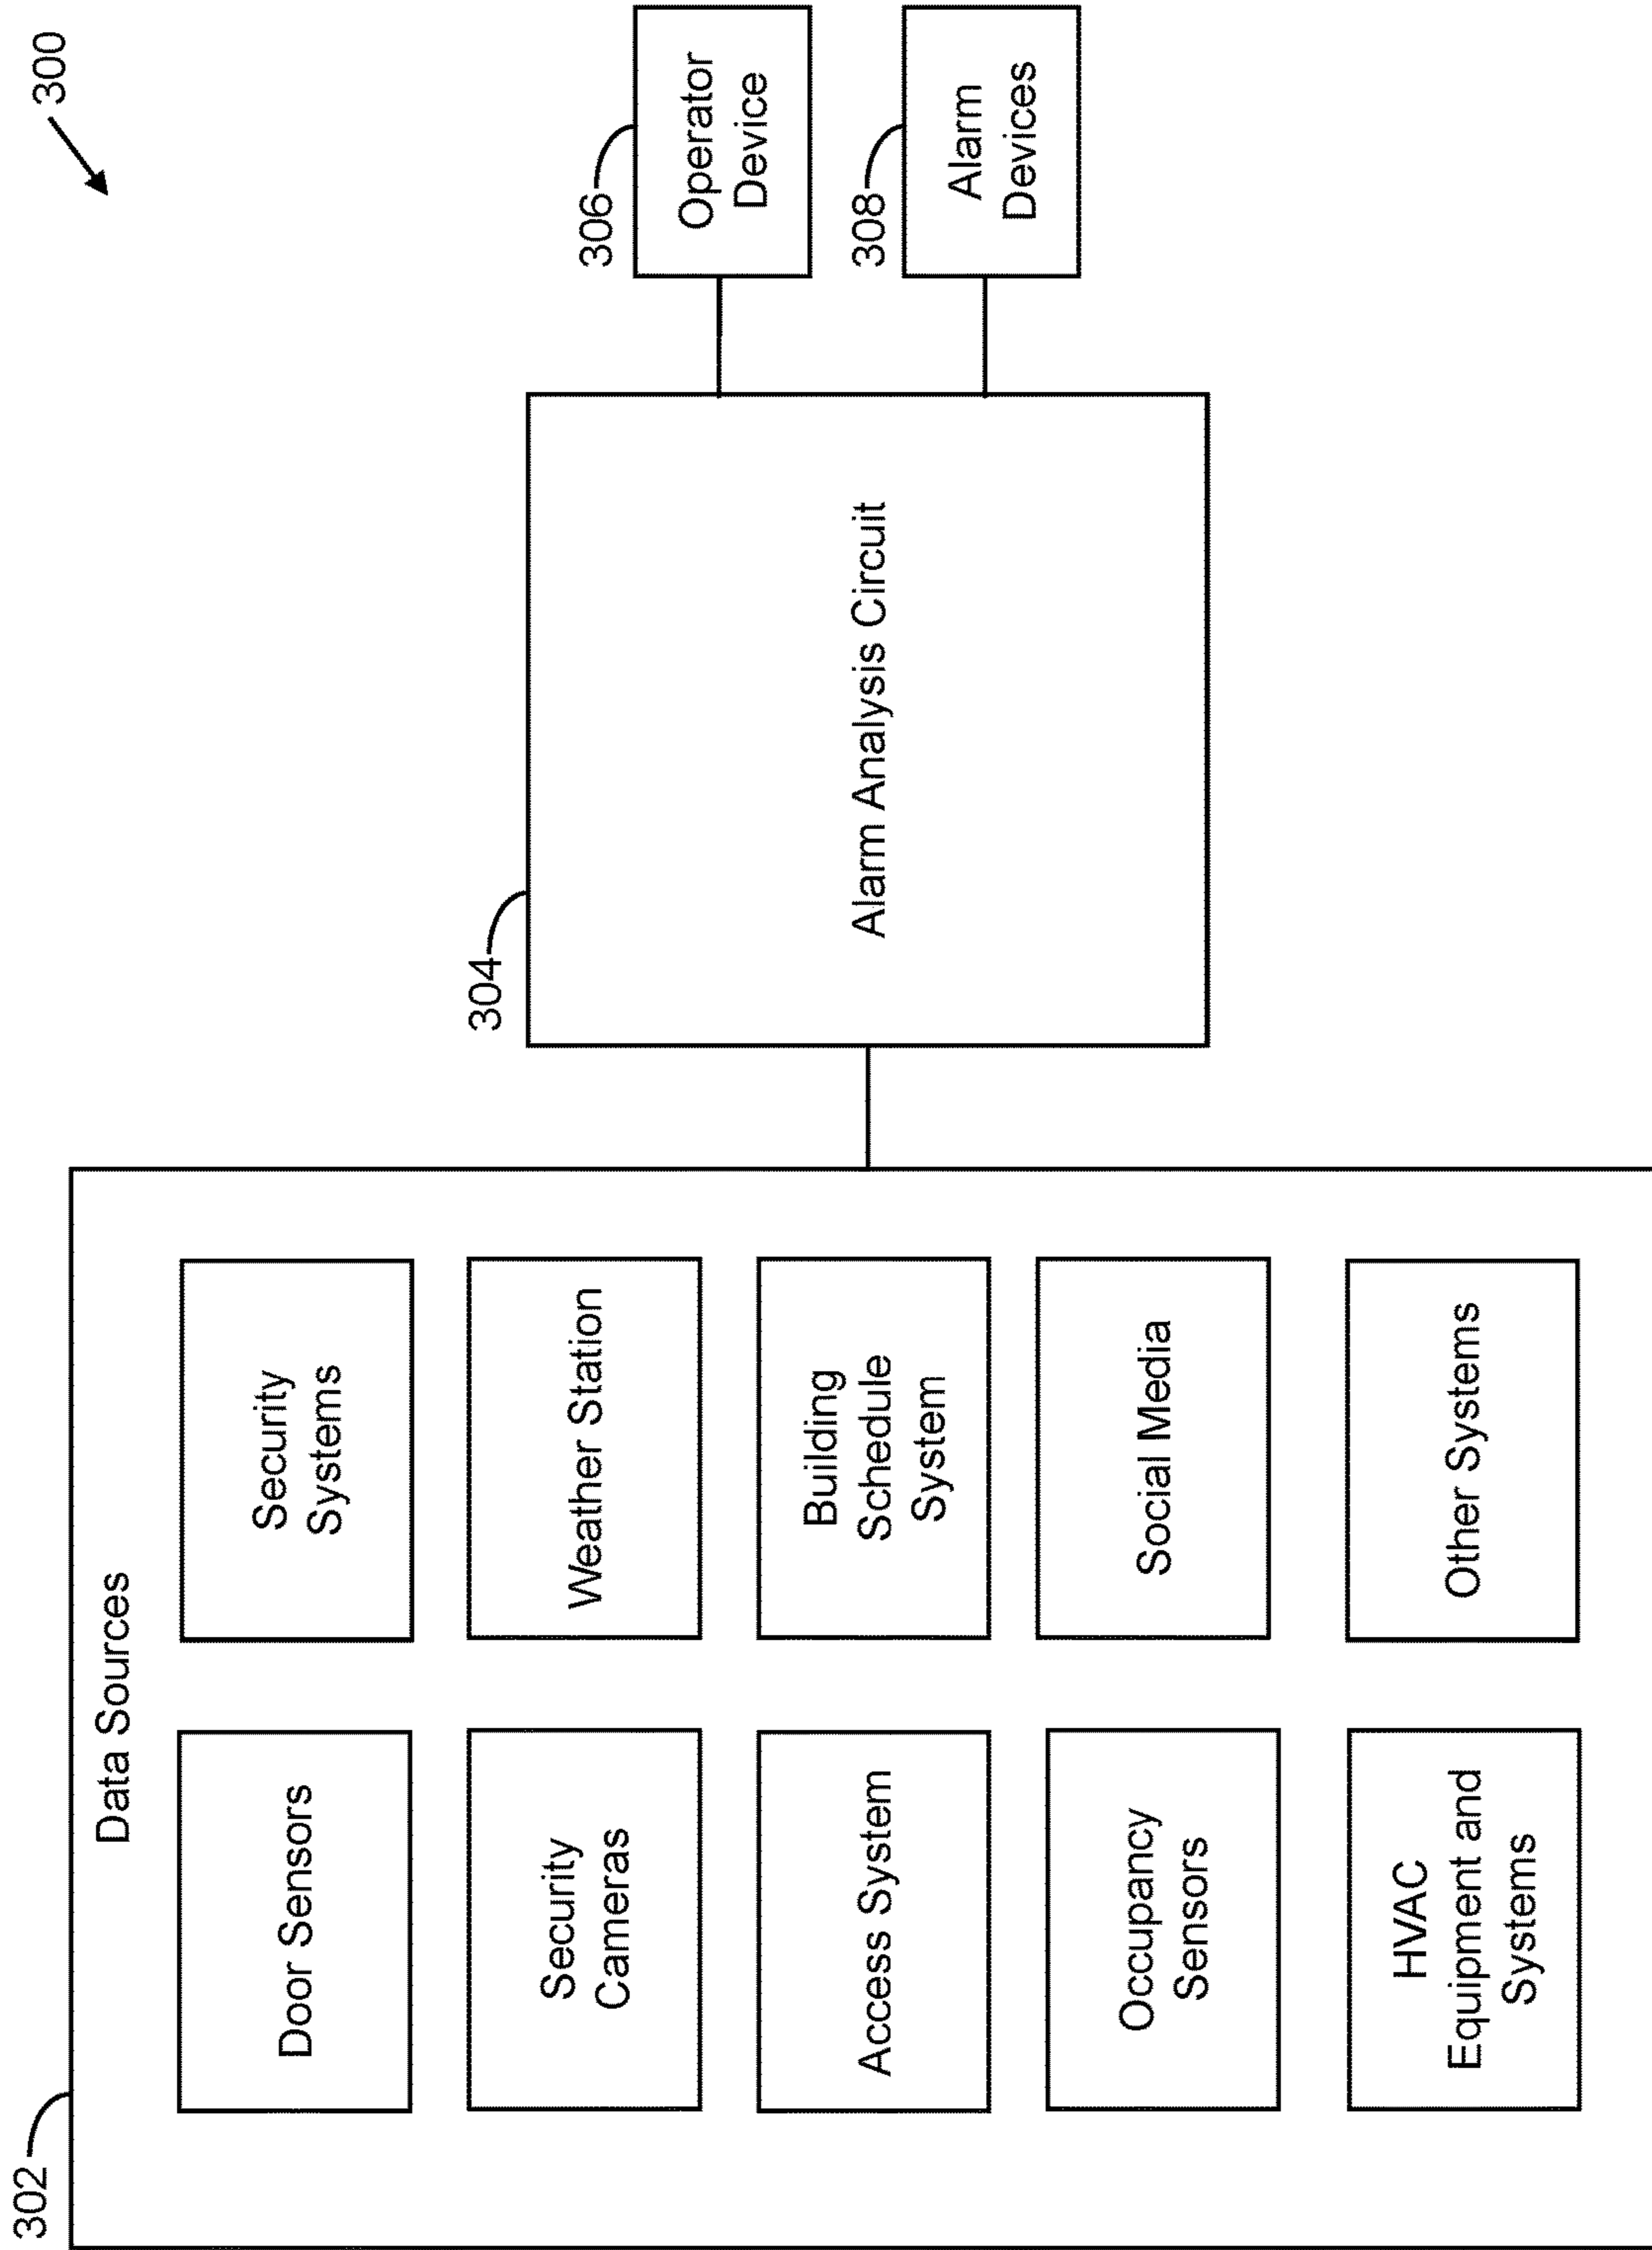 300
302
Data Sources
Door Sensors
Security
Systems
Security
Cameras
Weather Station
Access System
Building
Schedule
System
Occupancy
Sensors
Social Media
HVAC
Equipment and
Systems
Other Systems
304
Alarm Analysis Circuit
306
Operator
Device
308
Alarm
Devices